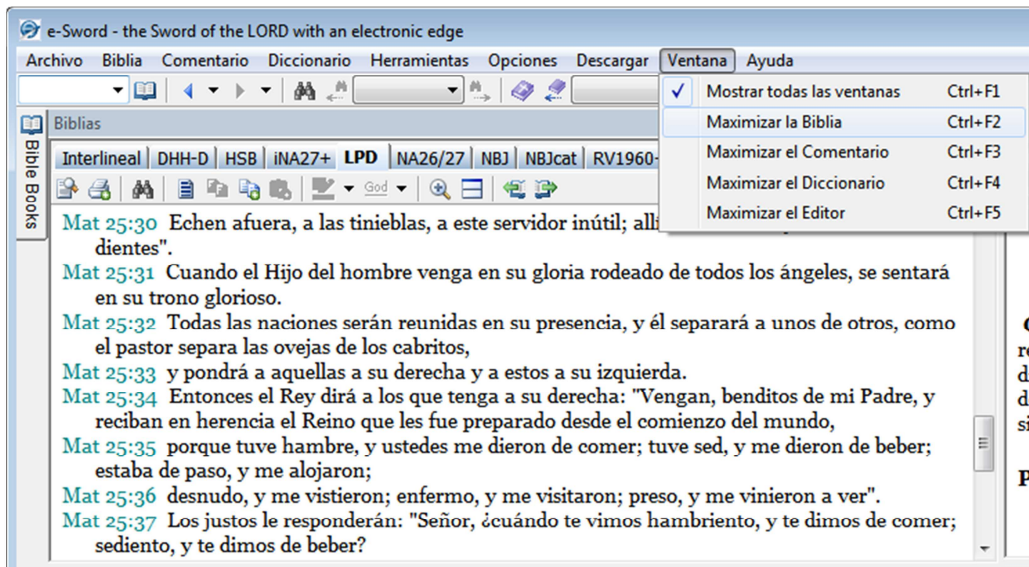 e-Sword - the Sword of the LORD with an electronic edge
Archivo Biblia Comentario Diccionario Herramientas Opciones Descargar Ventana Ayuda
Mostrar todas las ventanas Ctrl+F1
Maximizar la Biblia Ctrl+F2
Maximizar el Comentario Ctrl+F3
Maximizar el Diccionario Ctrl+F4
Maximizar el Editor Ctrl+F5
Bible Books
Biblias
Interlineal DHH-D HSB iNA27+ LPD NA26/27 NBJ NBJcat RV1960-
God
Mat 25:30 Echen afuera, a las tinieblas, a este servidor inútil;
dientes".
Mat 25:31 Cuando el Hijo del hombre venga en su gloria rodeado de todos los ángeles, se sentará
en su trono glorioso.
Mat 25:32 Todas las naciones serán reunidas en su presencia, y él separará a unos de otros, como
el pastor separa las ovejas de los cabritos,
Mat 25:33 y pondrá a aquellas a su derecha y a estos a su izquierda.
Mat 25:34 Entonces el Rey dirá a los que tenga a su derecha: "Vengan, benditos de mi Padre, y
reciban en herencia el Reino que les fue preparado desde el comienzo del mundo,
Mat 25:35 porque tuve hambre, y ustedes me dieron de comer; tuve sed, y me dieron de beber;
estaba de paso, y me alojaron;
Mat 25:36 desnudo, y me vistieron; enfermo, y me visitaron; preso, y me vinieron a ver".
Mat 25:37 Los justos le responderán: "Señor, ¿cuándo te vimos hambriento, y te dimos de comer;
sediento, y te dimos de beber?